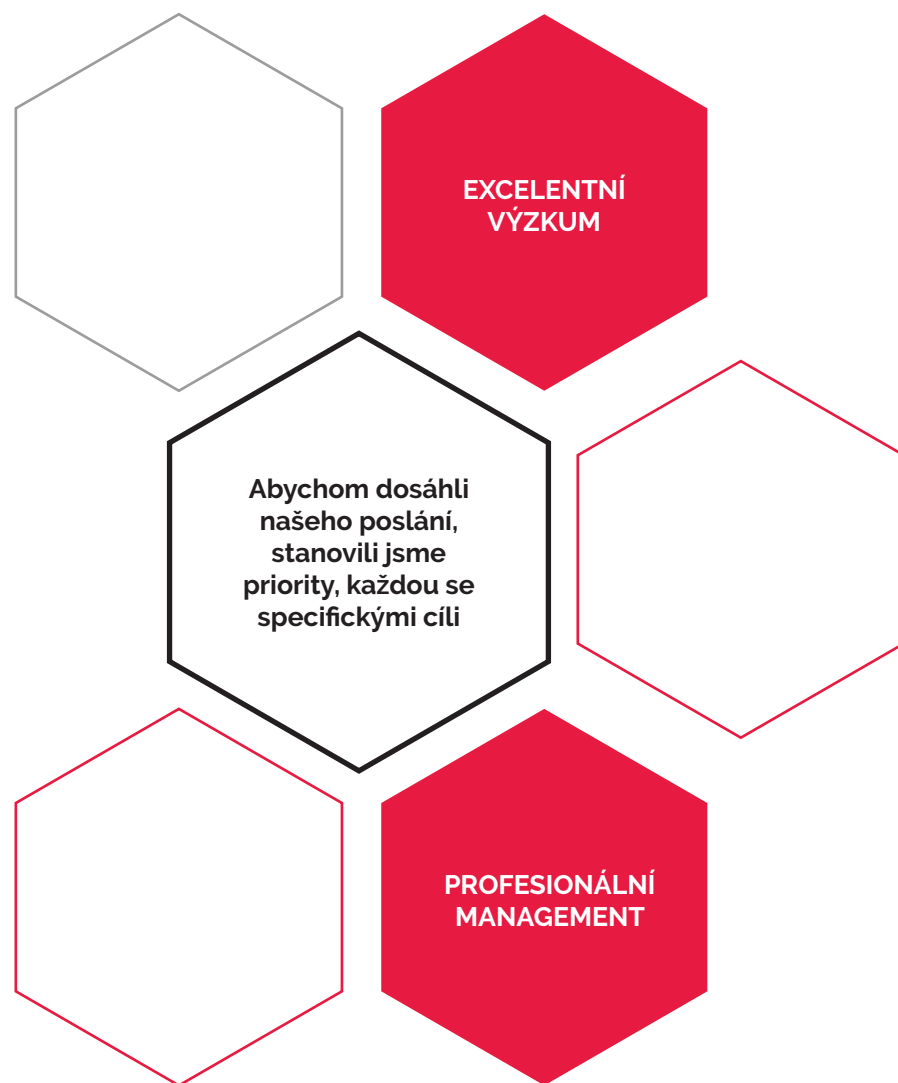 EXCELENTNÍ
VÝZKUM
Abychom dosáhli
našeho poslání,
stanovili jsme
priority, každou se
specifickými cíli
PROFESIONÁLNÍ
MANAGEMENT